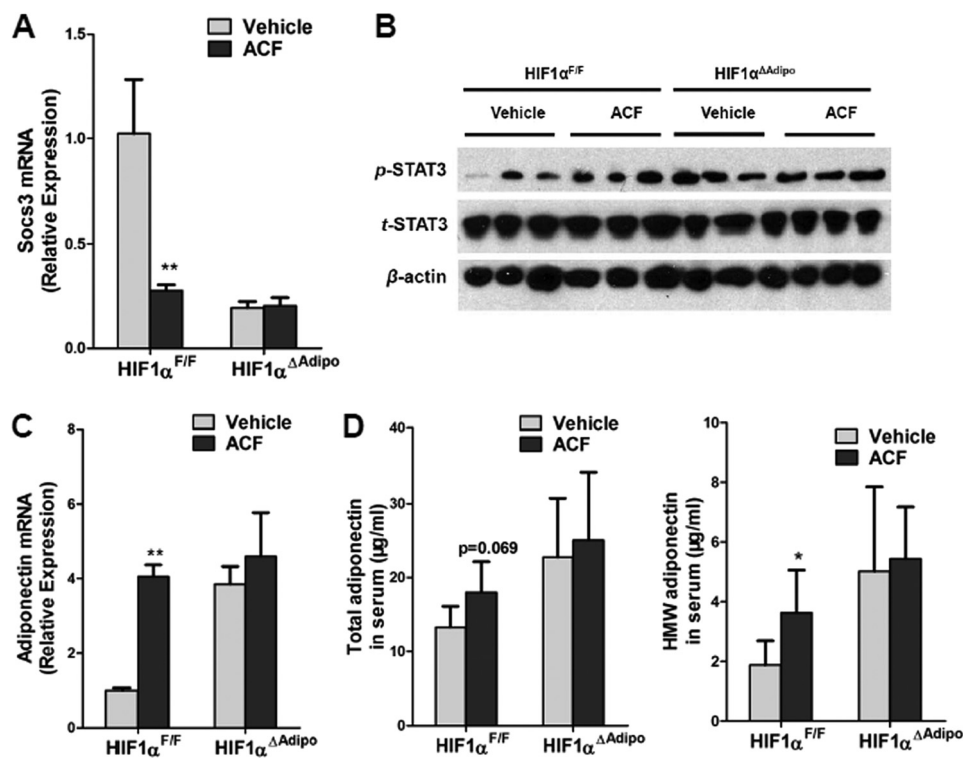 A
Vehicle
ACF
Socs3 mRNA
(Relative Expression)
1.5
1.0
0.5
0.0
**
HIF1α^F/F
HIF1α^ΔAdipo
B
HIF1α^F/F
HIF1α^ΔAdipo
Vehicle
ACF
Vehicle
ACF
p-STAT3
t-STAT3
β-actin
C
Vehicle
ACF
Adiponectin mRNA
(Relative Expression)
8
6
4
2
0
**
HIF1α^F/F
HIF1α^ΔAdipo
D
Vehicle
ACF
Total adiponectin
in serum (µg/ml)
40
30
20
10
0
p=0.069
HIF1α^F/F
HIF1α^ΔAdipo
Vehicle
ACF
HMW adiponectin
in serum (µg/ml)
10
8
6
4
2
0
*
HIF1α^F/F
HIF1α^ΔAdipo